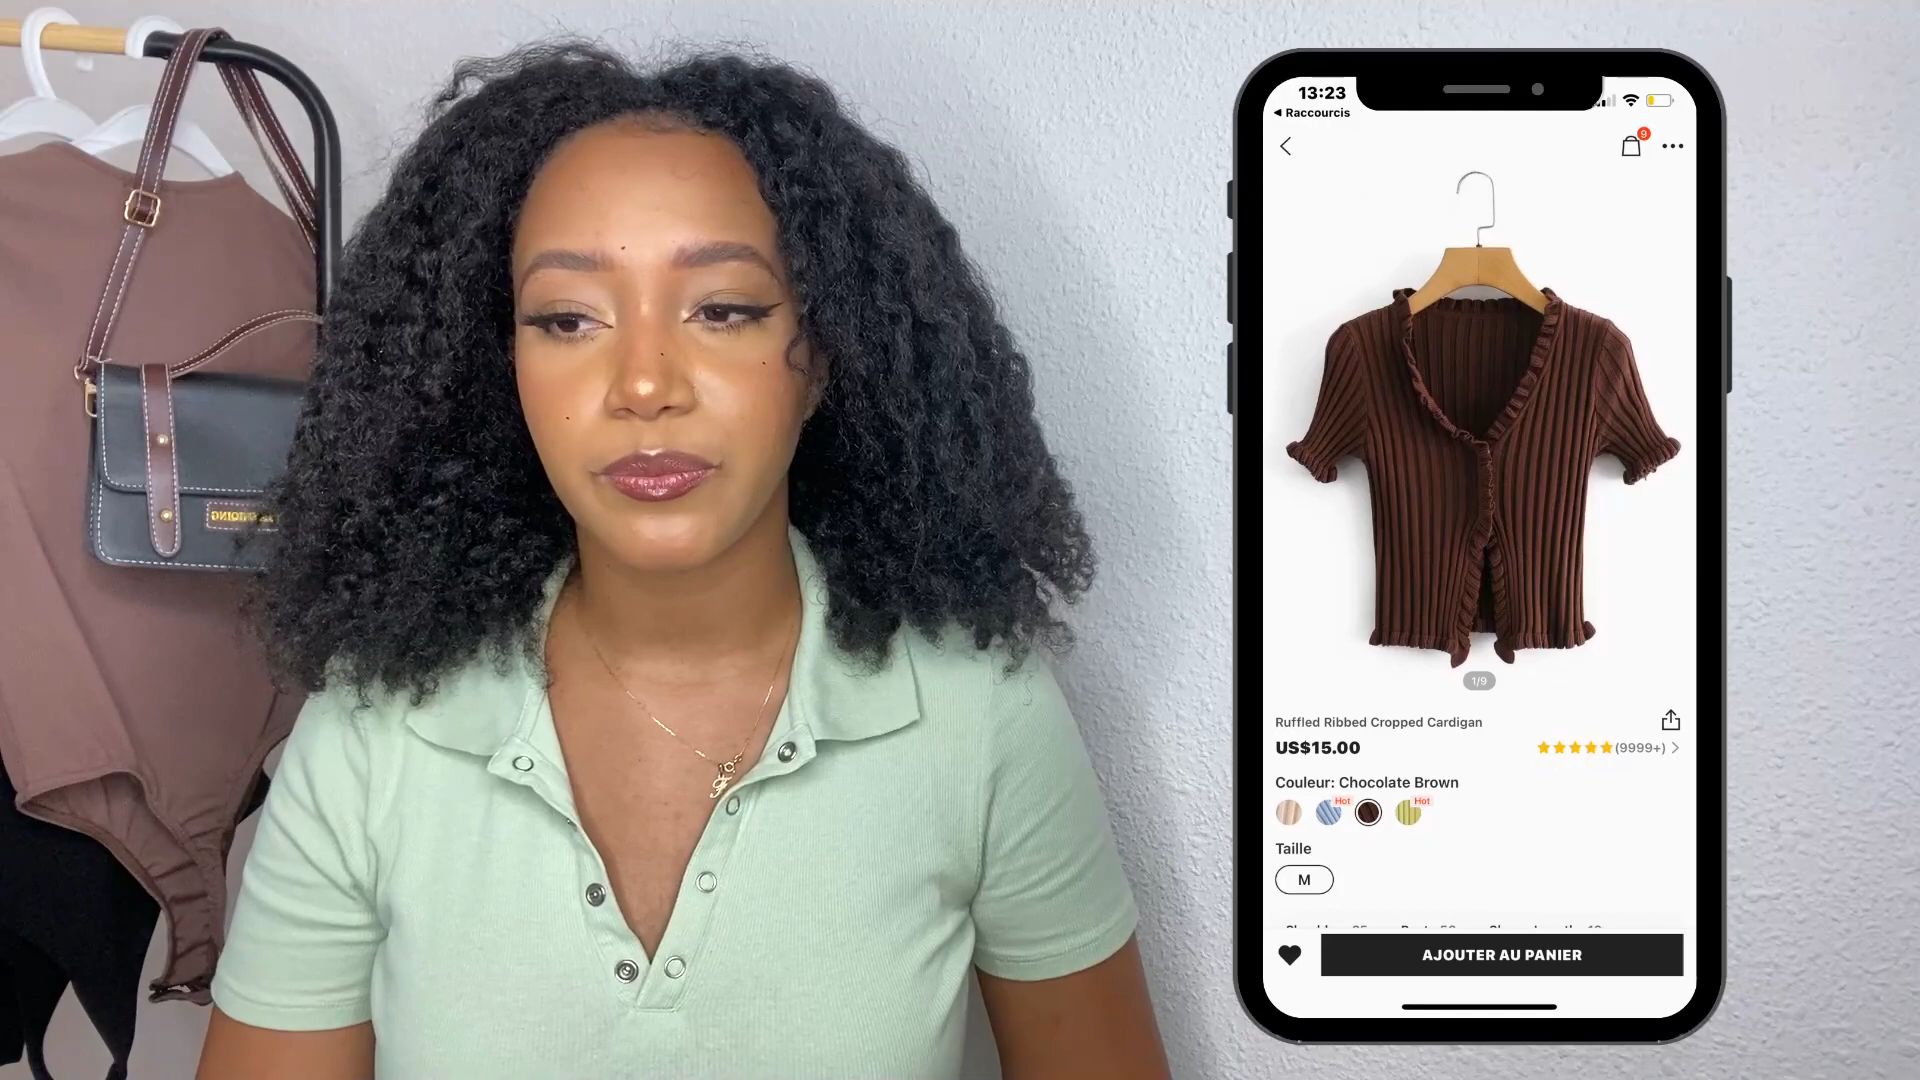 13:23
Raccourcis
9
1/9
Ruffled Ribbed Cropped Cardigan
US$15.00
(9999+)
Couleur: Chocolate Brown
Hot
Hot
Taille
M
AJOUTER AU PANIER